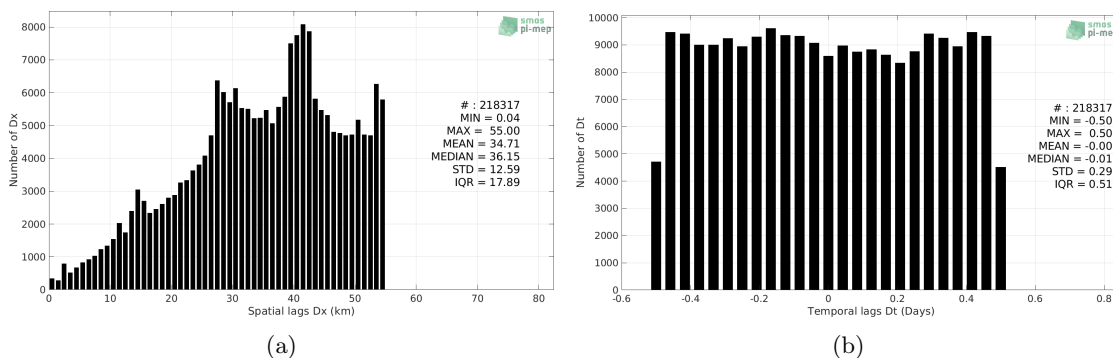 8000
7000
6000
5000
4000
3000
2000
1000
0
Number of Dx
0 10 20 30 40 50 60 70 80
Spatial lags Dx (km)
smos
pi-mep
# : 218317
MIN = 0.04
MAX = 55.00
MEAN = 34.71
MEDIAN = 36.15
STD = 12.59
IQR = 17.89
(a)
10000
9000
8000
7000
6000
5000
4000
3000
2000
1000
0
Number of Dt
-0.6 -0.4 -0.2 0 0.2 0.4 0.6 0.8
Temporal lags Dt (Days)
smos
pi-me
# : 218317
MIN = -0.50
MAX = 0.50
MEAN = -0.00
MEDIAN = -0.01
STD = 0.29
IQR = 0.51
(b)